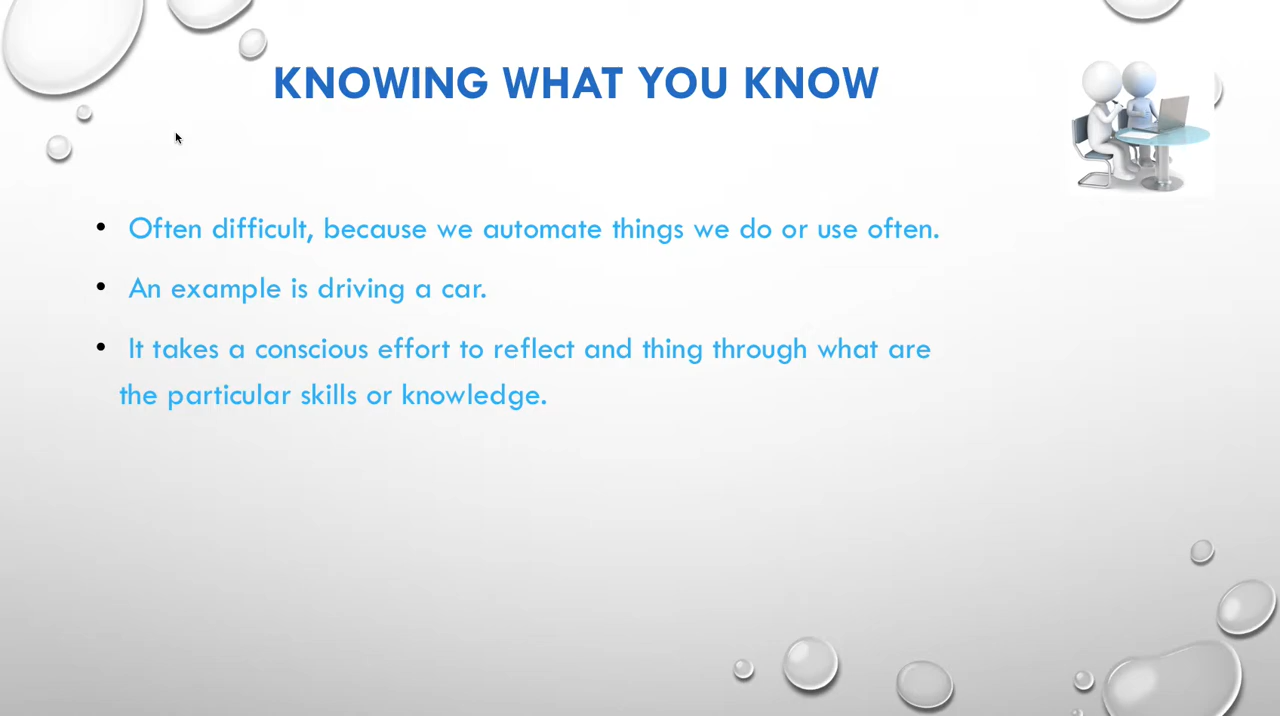 KNOWING WHAT YOU KNOW
• Often difficult, because we automate things we do or use often.
• An example is driving a car.
• It takes a conscious effort to reflect and thing through what are
the particular skills or knowledge.